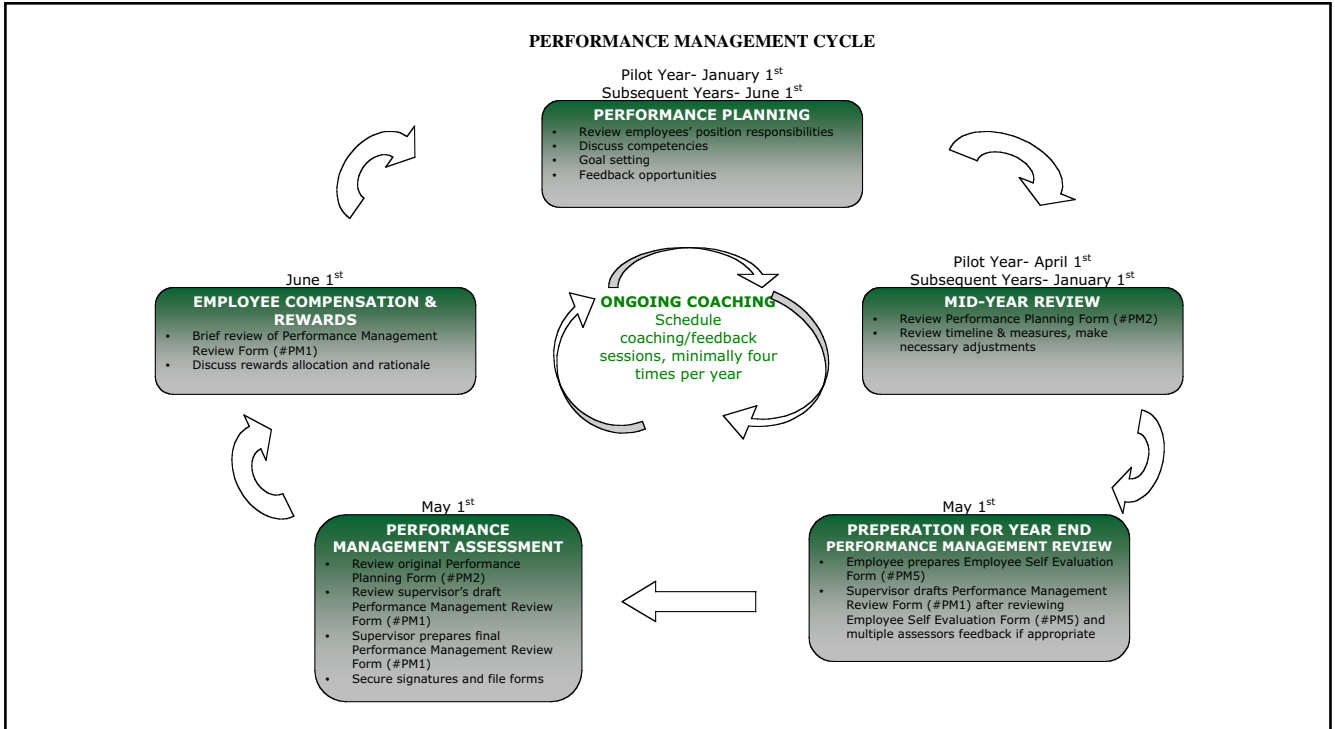 PERFORMANCE MANAGEMENT CYCLE
Pilot Year- January 1st
Subsequent Years- June 1st
PERFORMANCE PLANNING
• Review employees' position responsibilities
• Discuss competencies
• Goal setting
• Feedback opportunities
Pilot Year- April 1st
Subsequent Years- January 1st
MID-YEAR REVIEW
• Review Performance Planning Form (#PM2)
• Review timeline & measures, make
necessary adjustments
May 1st
PREPARATION FOR YEAR END
PERFORMANCE MANAGEMENT REVIEW
• Employee prepares Employee Self Evaluation
Form (#PM5)
• Supervisor drafts Performance Management
Review Form (#PM1) after reviewing
Employee Self Evaluation Form (#PM5) and
multiple assessors feedback if appropriate
May 1st
PERFORMANCE
MANAGEMENT ASSESSMENT
• Review original Performance
Planning Form (#PM2)
• Review supervisor's draft
Performance Management Review
Form (#PM1)
• Supervisor prepares final
Performance Management Review
Form (#PM1)
• Secure signatures and file forms
June 1st
EMPLOYEE COMPENSATION &
REWARDS
• Brief review of Performance Management
Review Form (#PM1)
• Discuss rewards allocation and rationale
ONGOING COACHING
Schedule
coaching/feedback
sessions, minimally four
times per year